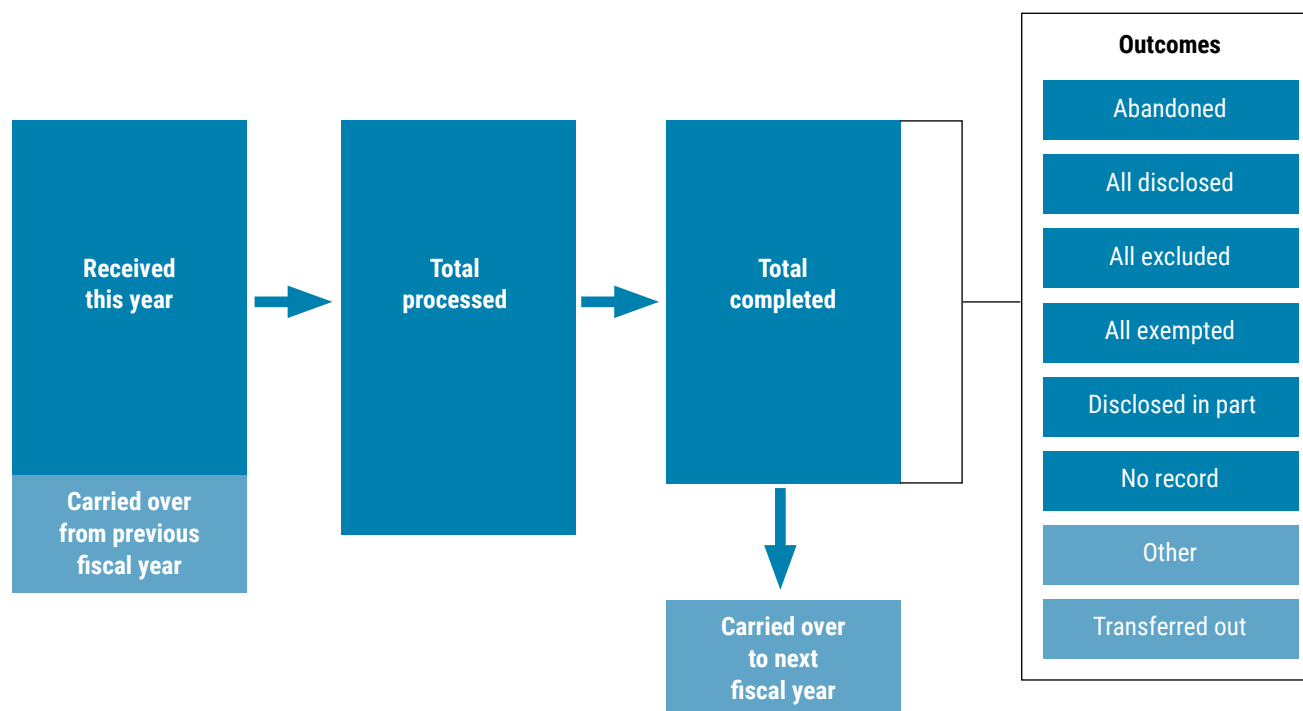 Received
this year
Carried over
from previous
fiscal year
Total
processed
Total
completed
Carried over
to next
fiscal year
Outcomes
Abandoned
All disclosed
All excluded
All exempted
Disclosed in part
No record
Other
Transferred out